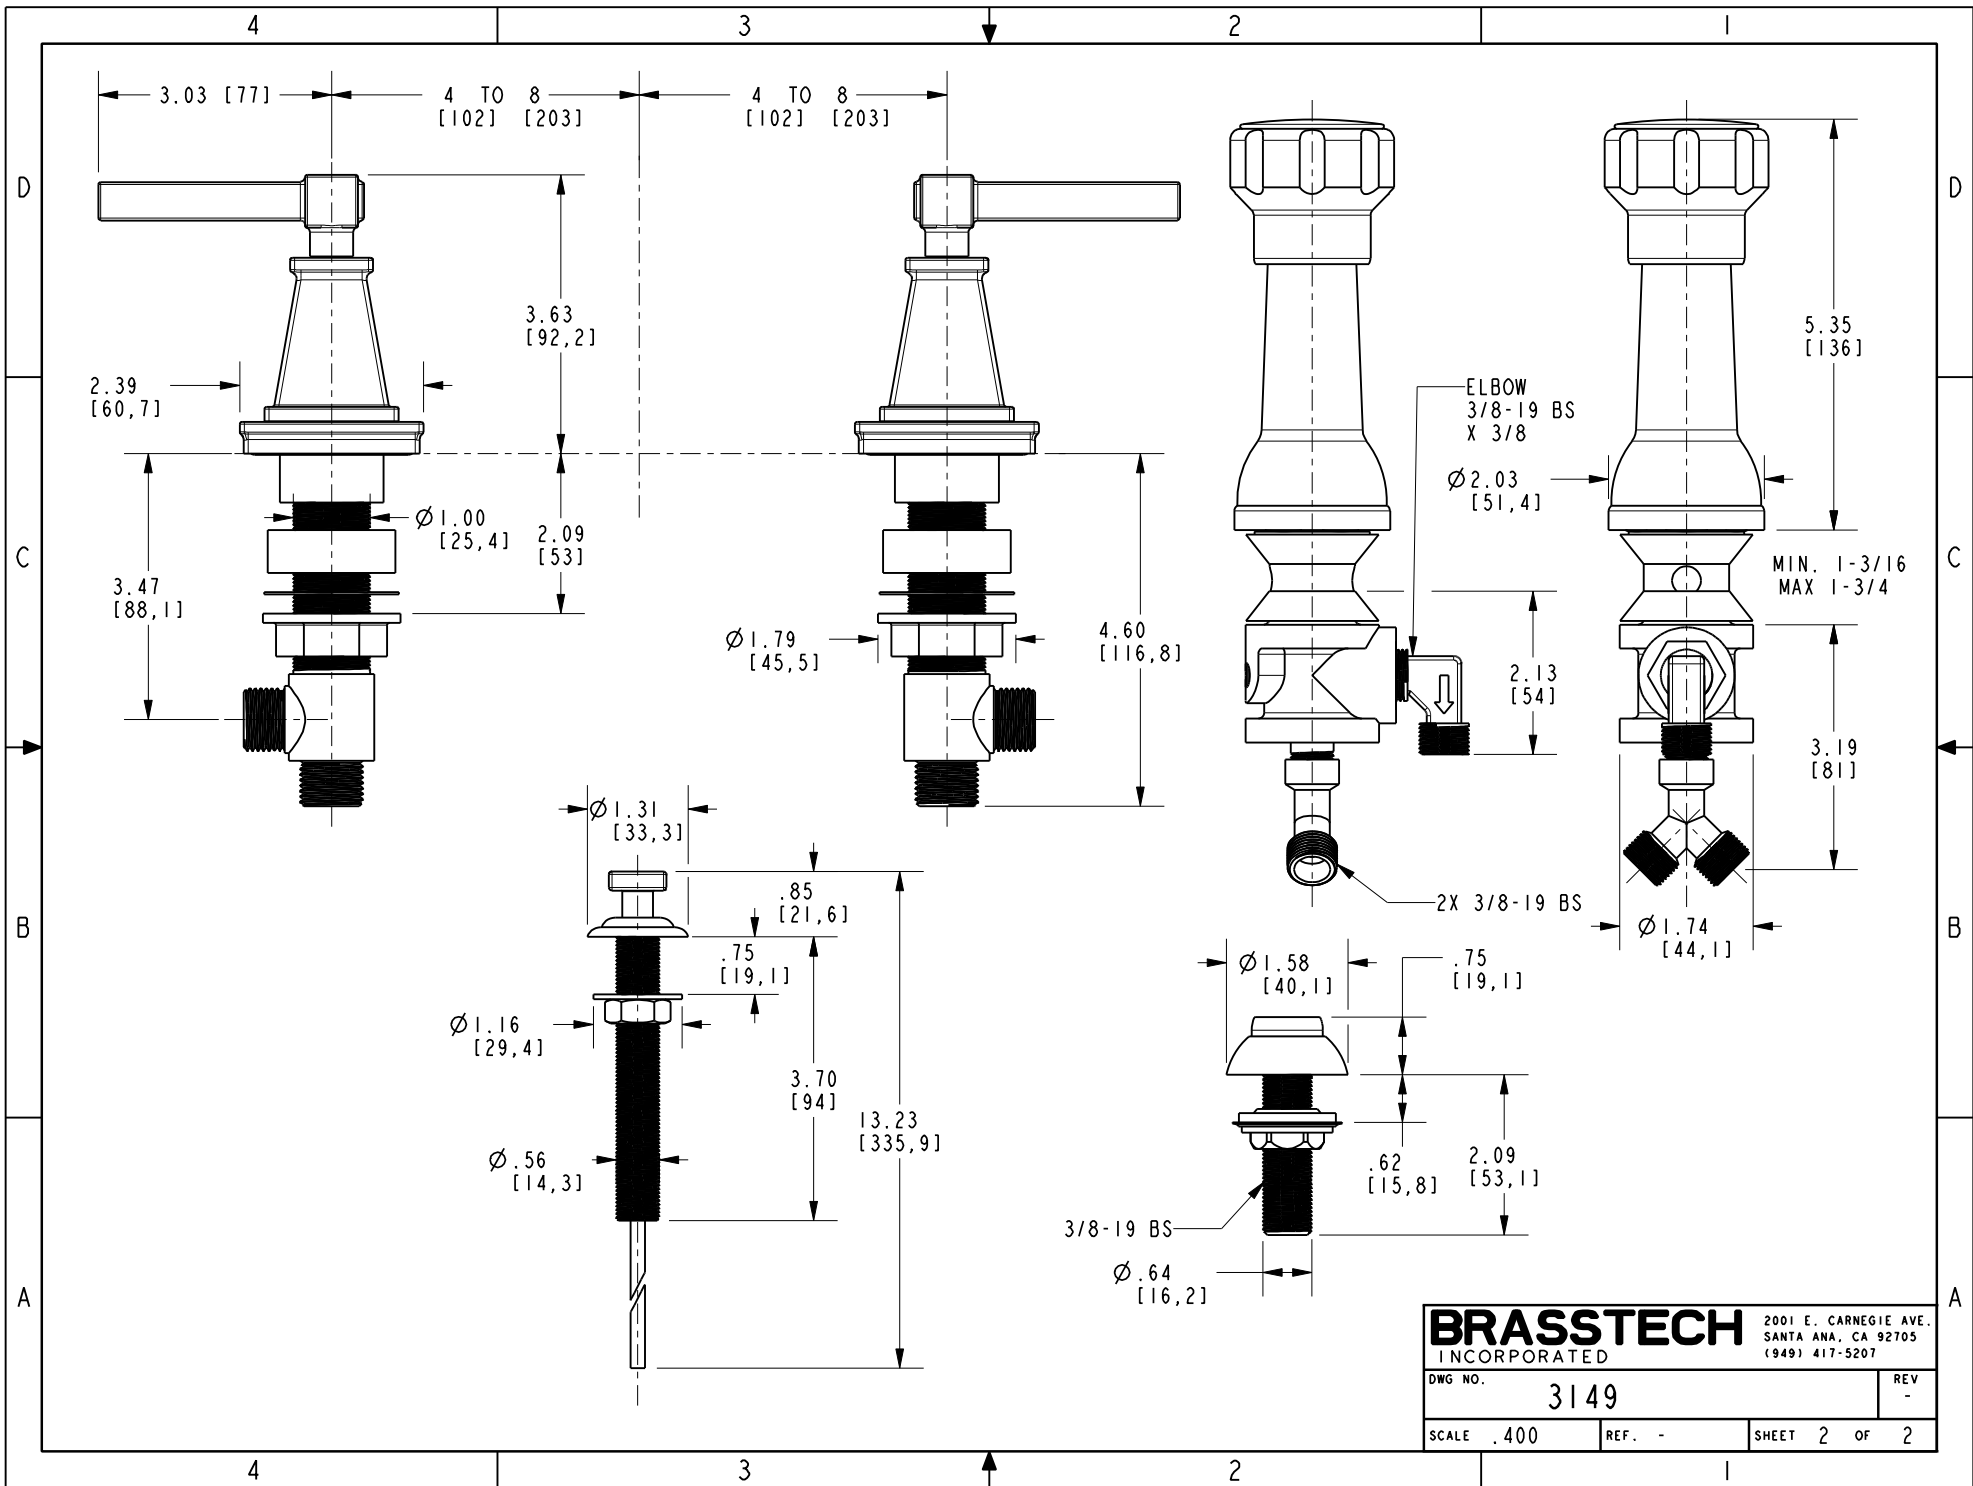 4 3 2 1
3.03 [77]
4 TO 8
[102] [203]
4 TO 8
[102] [203]
D D
3.63
[92,2]
5.35
[136]
2.39
[60,7]
ELBOW
3/8-19 BS
X 3/8
Ø2.03
[51,4]
Ø1.00
[25,4]
2.09
[53]
C C
MIN. 1-3/16
MAX 1-3/4
3.47
[88,1]
Ø1.79
[45,5]
4.60
[116,8]
2.13
[54]
3.19
[81]
Ø1.31
[33,3]
.85
[21,6]
2X 3/8-19 BS
B B
Ø1.74
[44,1]
.75
[19,1]
Ø1.58
[40,1]
.75
[19,1]
Ø1.16
[29,4]
3.70
[94]
13.23
[335,9]
Ø.56
[14,3]
.62
[15,8]
2.09
[53,1]
3/8-19 BS
Ø.64
[16,2]
A A
BRASSTECH
INCORPORATED
2001 E. CARNEGIE AVE.
SANTA ANA, CA 92705
(949) 417-5207
DWG NO.
3149
REV
-
SCALE .400
REF. -
SHEET 2 OF 2
4 3 2 1